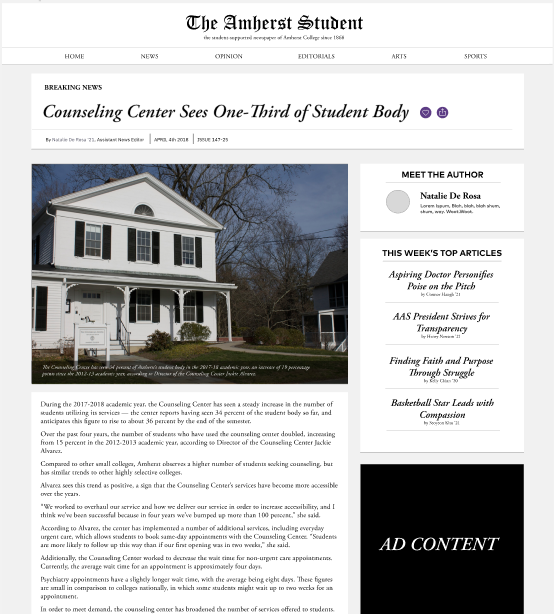 The Amherst Student
the student-supported newspaper of Amherst College since 1868
HOME NEWS OPINION EDITORIALS ARTS SPORTS
BREAKING NEWS
Counseling Center Sees One-Third of Student Body
By Natalie De Rosa '21, Assistant News Editor | APRIL 4th 2018 | ISSUE 147-25
The Counseling Center has seen 34 percent of Amherst's student body in the 2017-18 academic year, an increase of 19 percentage
points since the 2012-13 academic year, according to Director of the Counseling Center Jackie Alvarez.
During the 2017-2018 academic year, the Counseling Center has seen a steady increase in the number of
students utilizing its services — the center reports having seen 34 percent of the student body so far, and
anticipates this figure to rise to about 36 percent by the end of the semester.
Over the past four years, the number of students who have used the counseling center doubled, increasing
from 15 percent in the 2012-2013 academic year, according to Director of the Counseling Center Jackie
Alvarez.
Compared to other small colleges, Amherst observes a higher number of students seeking counseling, but
has similar trends to other highly selective colleges.
Alvarez sees this trend as positive, a sign that the Counseling Center's services have become more accessible
over the years.
"We worked to overhaul our service and how we deliver our service in order to increase accessibility, and I
think we've been successful because in four years we've bumped up more than 100 percent," she said.
According to Alvarez, the center has implemented a number of additional services, including everyday
urgent care, which allows students to book same-day appointments with the Counseling Center. "Students
are more likely to follow up this way than if our first opening was in two weeks," she said.
Additionally, the Counseling Center worked to decrease the wait time for non-urgent care appointments.
Currently, the average wait time for an appointment is approximately four days.
Psychiatry appointments have a slightly longer wait time, with the average being eight days. These figures
are small in comparison to colleges nationally, in which some students might wait up to two weeks for an
appointment.
In order to meet demand, the counseling center has broadened the number of services offered to students.
MEET THE AUTHOR
Natalie De Rosa
Lorem Ispum, Blah, blah, blah shum,
shum, way. Week-Week.
THIS WEEK'S TOP ARTICLES
Aspiring Doctor Personifies
Poise on the Pitch
by Connor Haugh '21
AAS President Strives for
Transparency
by Henry Newton '21
Finding Faith and Purpose
Through Struggle
by Kelly Chian '20
Basketball Star Leads with
Compassion
'21
AD CONTENT